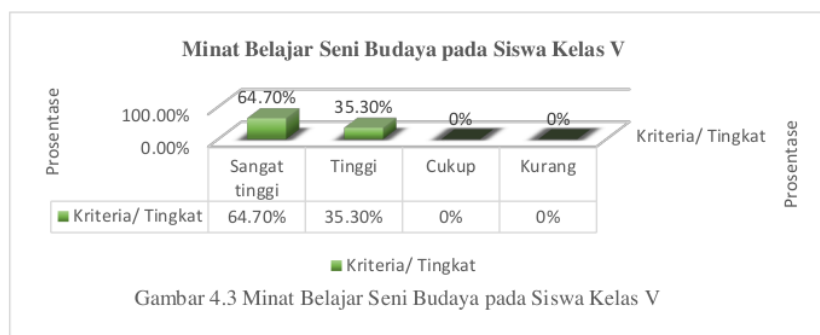 Minat Belajar Seni Budaya pada Siswa Kelas V
Prosentase
100.00%
0.00%
64.70%
35.30%
0%
0%
Kriteria/ Tingkat
Prosentase
Sangat tinggi
Tinggi
Cukup
Kurang
Kriteria/ Tingkat
64.70%
35.30%
0%
0%
Kriteria/ Tingkat
Gambar 4.3 Minat Belajar Seni Budaya pada Siswa Kelas V